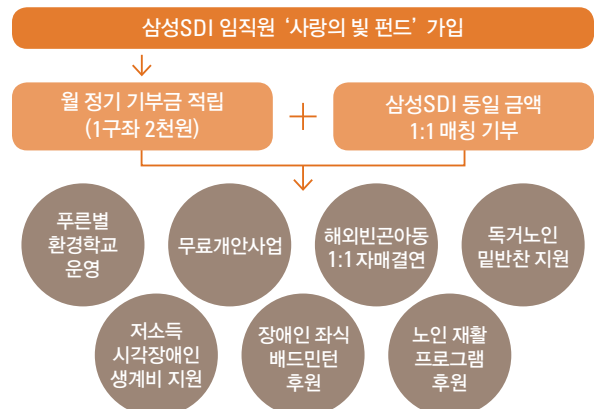 삼성SDI 임직원 ‘사랑의 빛 펀드’ 가입
월 정기 기부금 적립
(1구좌 2천원)
+
삼성SDI 동일 금액
1:1 매칭 기부
푸른별
환경학교
운영
무료개안사업
해외빈곤아동
1:1 자매결연
독거노인
밑반찬 지원
저소득
시각장애인
생계비 지원
장애인 좌식
배드민턴
후원
노인 재활
프로그램
후원